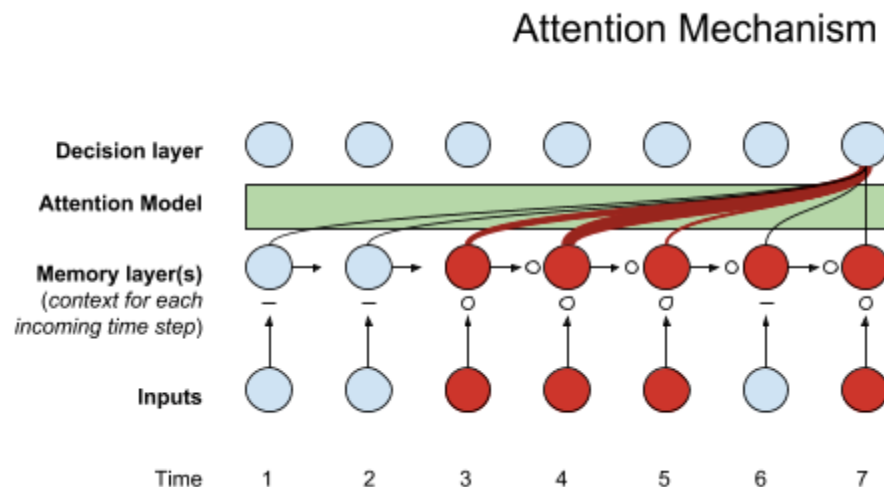 Attention Mechanism
Decision layer
Attention Model
Memory layer(s)
(context for each
incoming time step)
Inputs
Time 1 2 3 4 5 6 7